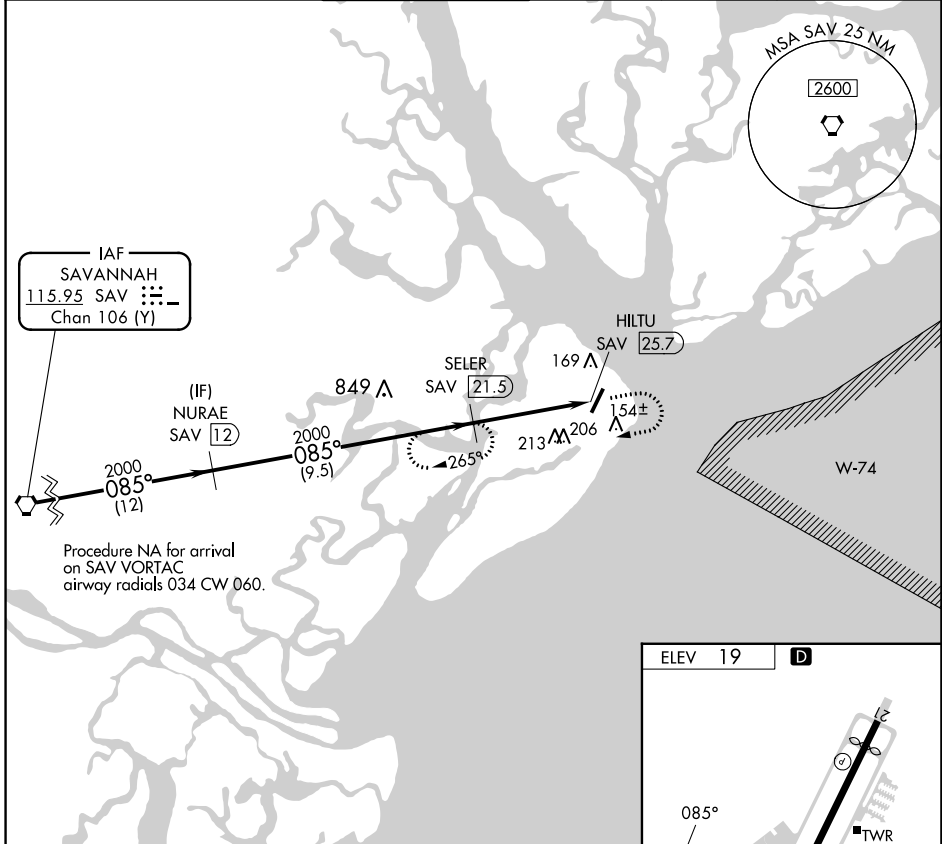 MSA SAV 25 NM
2600
IAF
SAVANNAH
115.95 SAV
Chan 106 (Y)
HILTU
SAV 25.7
169
SELER
SAV 21.5
849
(IF)
NURAE
SAV 12
154±
206
213
2000
085°
(9.5)
265°
W-74
2000
085°
(12)
Procedure NA for arrival
on SAV VORTAC
airway radials 034 CW 060.
ELEV 19 D
21
P
085°
TWR